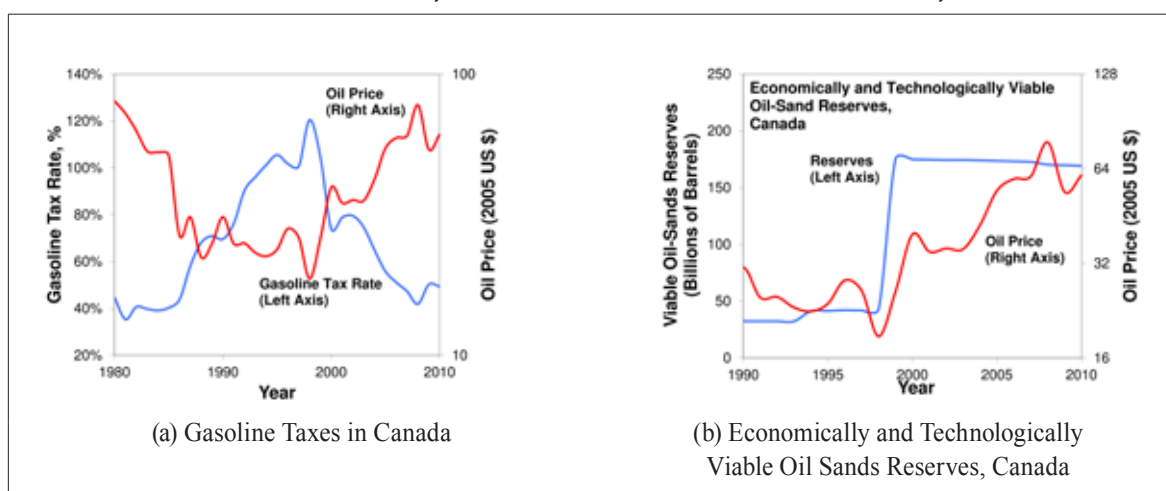 140%
120%
100%
80%
60%
40%
20%
Gasoline Tax Rate, %
Oil Price
(Right Axis)
Gasoline Tax Rate
(Left Axis)
100
10
Oil Price (2005 US $)
1980
1990
2000
2010
Year
(a) Gasoline Taxes in Canada
250
200
150
100
50
0
Viable Oil-Sands Reserves
(Billions of Barrels)
Economically and Technologically Viable
Oil-Sand Reserves,
Canada
Reserves
(Left Axis)
Oil Price
(Right Axis)
128
64
32
16
Oil Price (2005 US $)
1990
1995
2000
2005
2010
Year
(b) Economically and Technologically
Viable Oil Sands Reserves, Canada